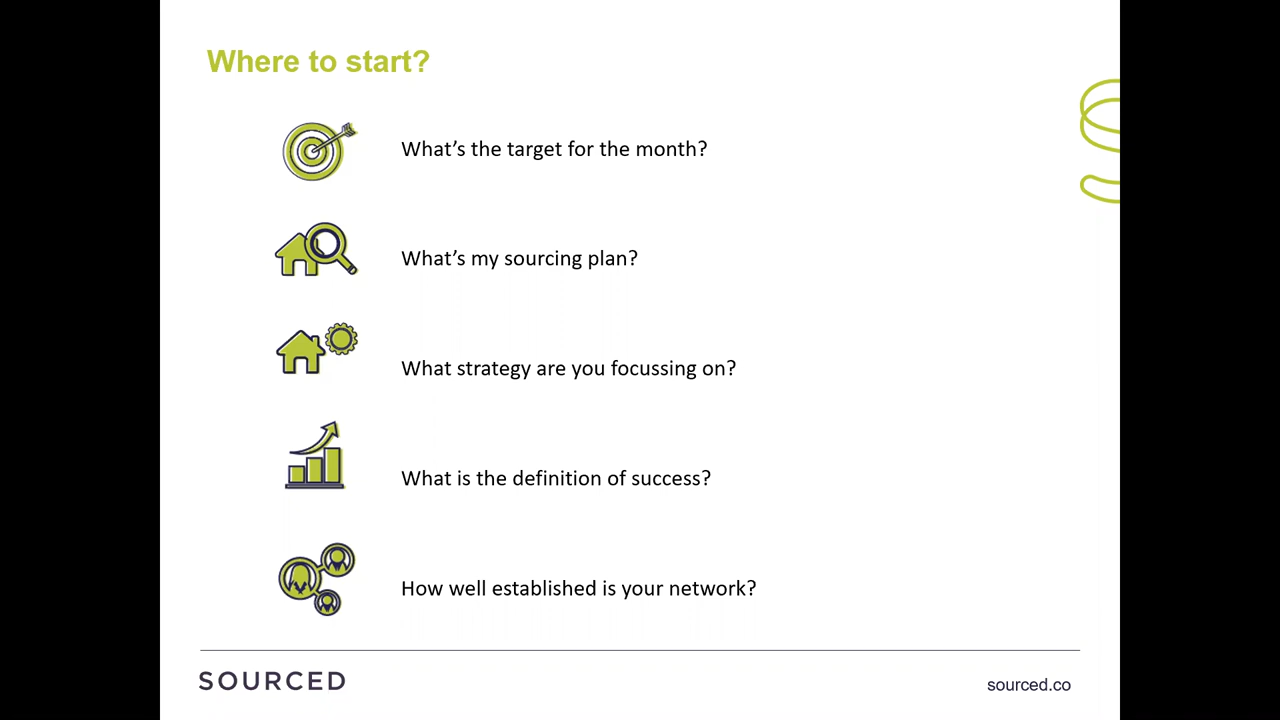 Where to start?
What’s the target for the month?
What’s my sourcing plan?
What strategy are you focussing on?
What is the definition of success?
How well established is your network?
SOURCED
sourced.co